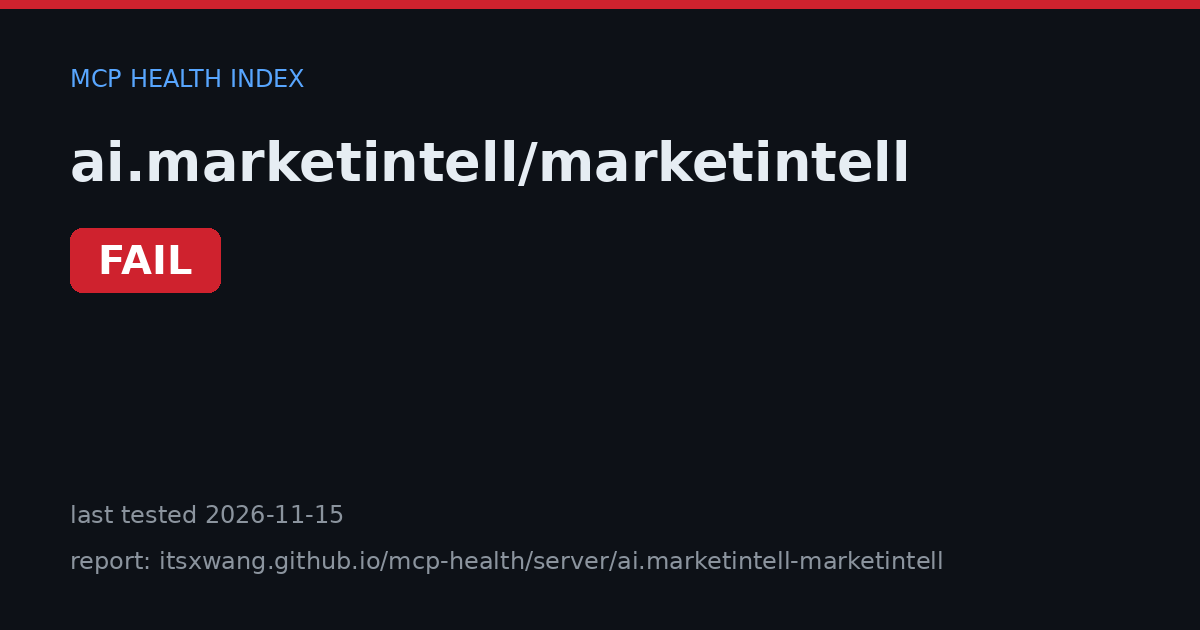 MCP HEALTH INDEX
ai.marketintell/marketintell
FAIL
last tested 2026-11-15
report: itsxwang.github.io/mcp-health/server/ai.marketintell-marketintell